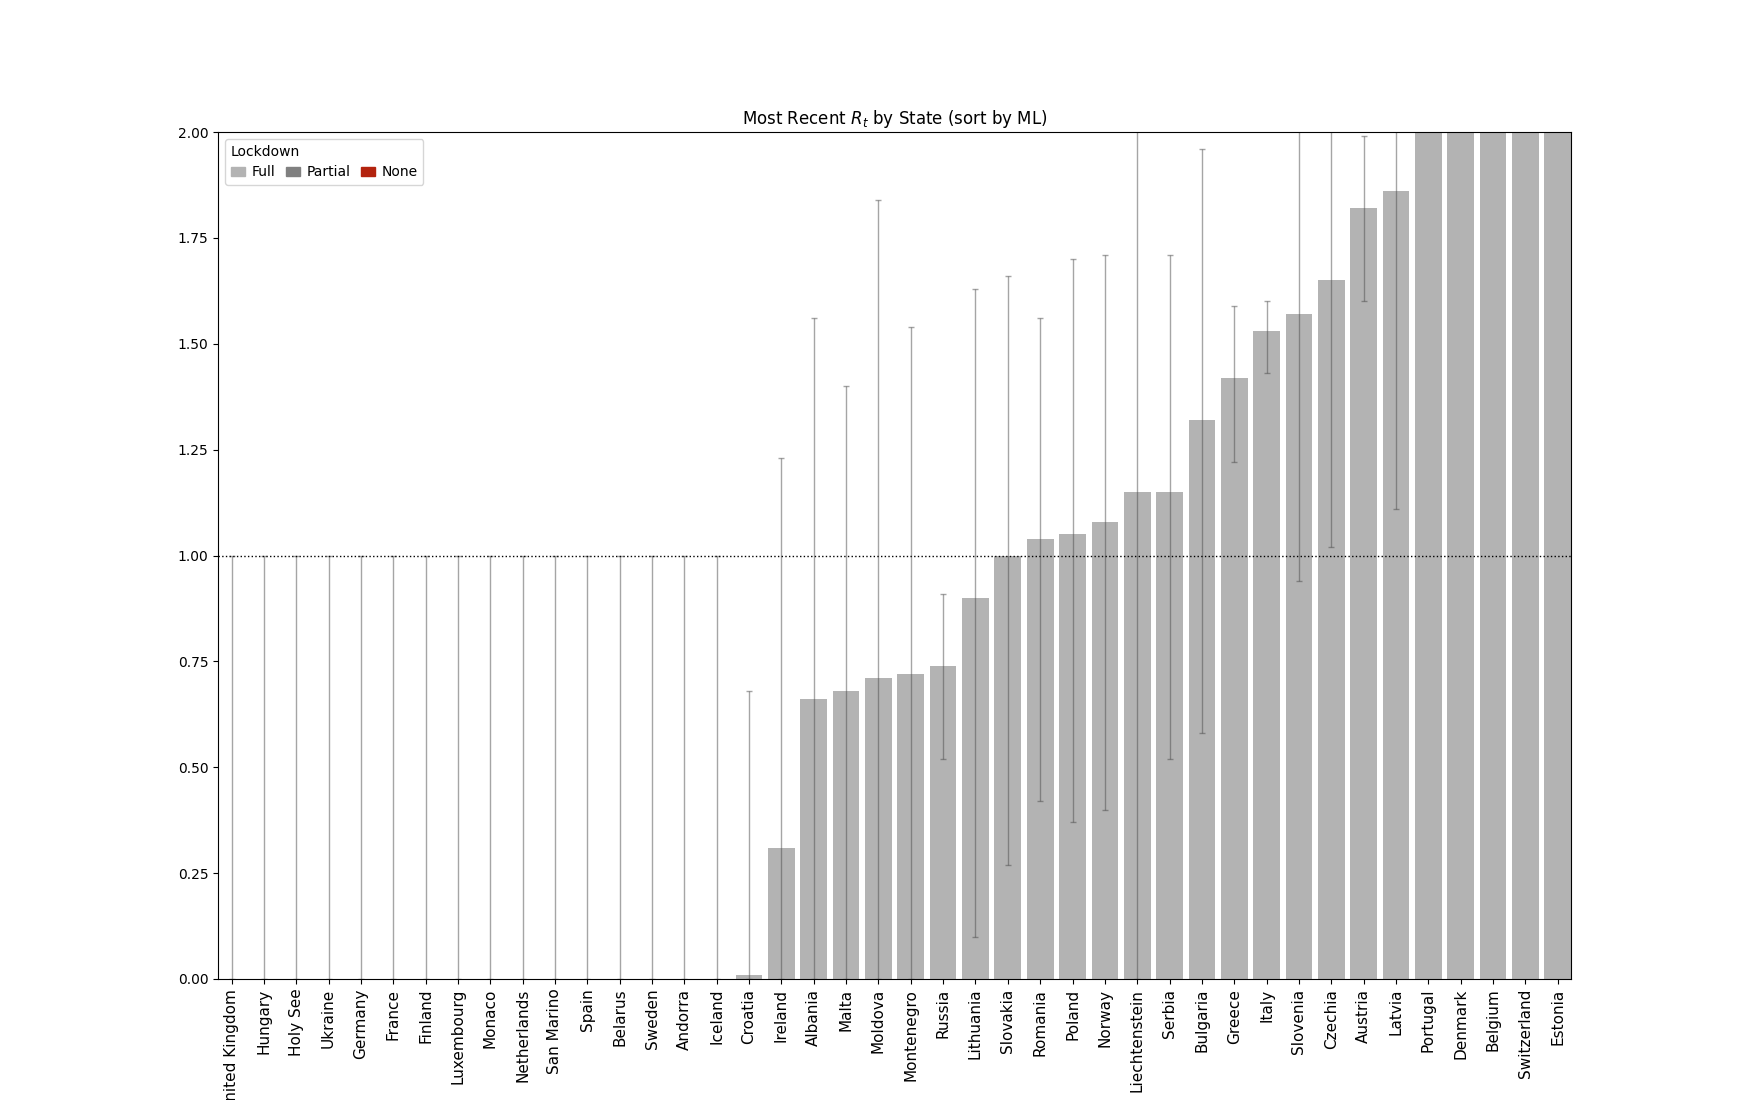 Most Recent R_t by State (sort by ML)
Lockdown
Full Partial None
2.00
1.75
1.50
1.25
1.00
0.75
0.50
0.25
0.00
nited Kingdom
Hungary
Holy See
Ukraine
Germany
France
Finland
Luxembourg
Monaco
Netherlands
San Marino
Spain
Belarus
Sweden
Andorra
Iceland
Croatia
Ireland
Albania
Malta
Moldova
Montenegro
Russia
Lithuania
Slovakia
Romania
Poland
Norway
Liechtenstein
Serbia
Bulgaria
Greece
Italy
Slovenia
Czechia
Austria
Latvia
Portugal
Denmark
Belgium
Switzerland
Estonia